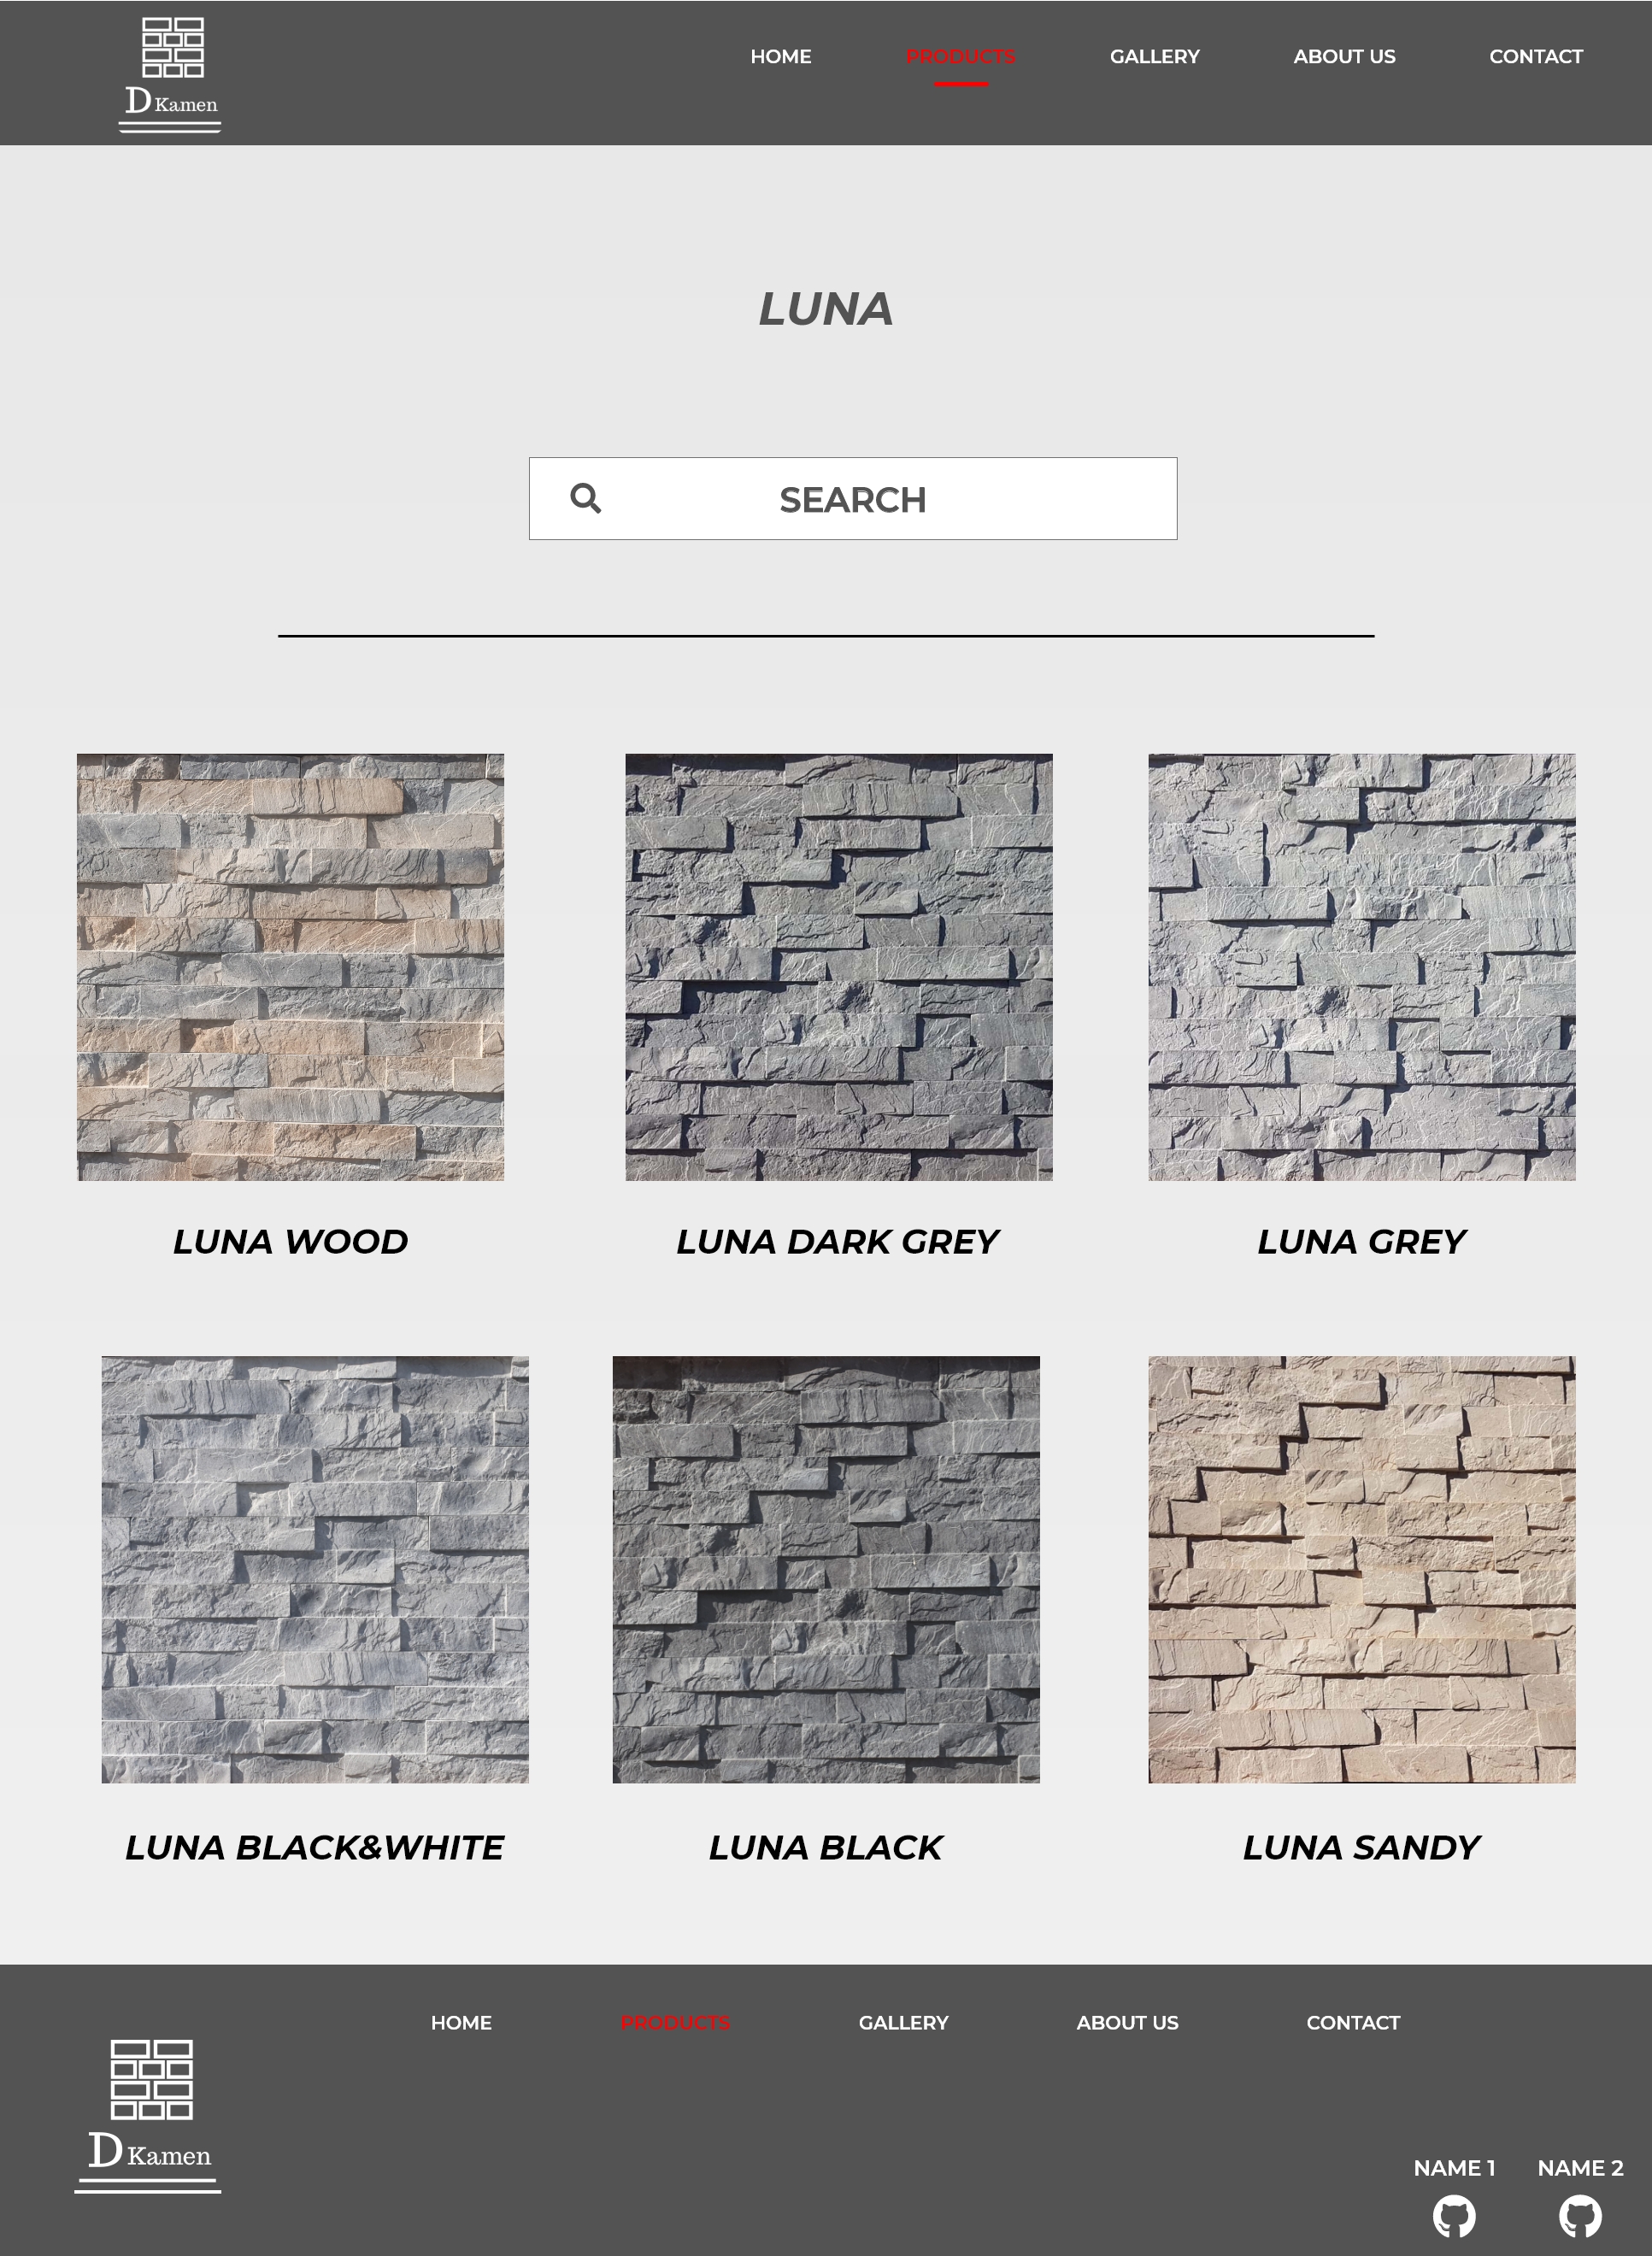 HOME PRODUCTS GALLERY ABOUT US CONTACT
D Kamen
LUNA
SEARCH
LUNA WOOD LUNA DARK GREY LUNA GREY
LUNA BLACK&WHITE LUNA BLACK LUNA SANDY
HOME PRODUCTS GALLERY ABOUT US CONTACT
D Kamen
NAME 1 NAME 2